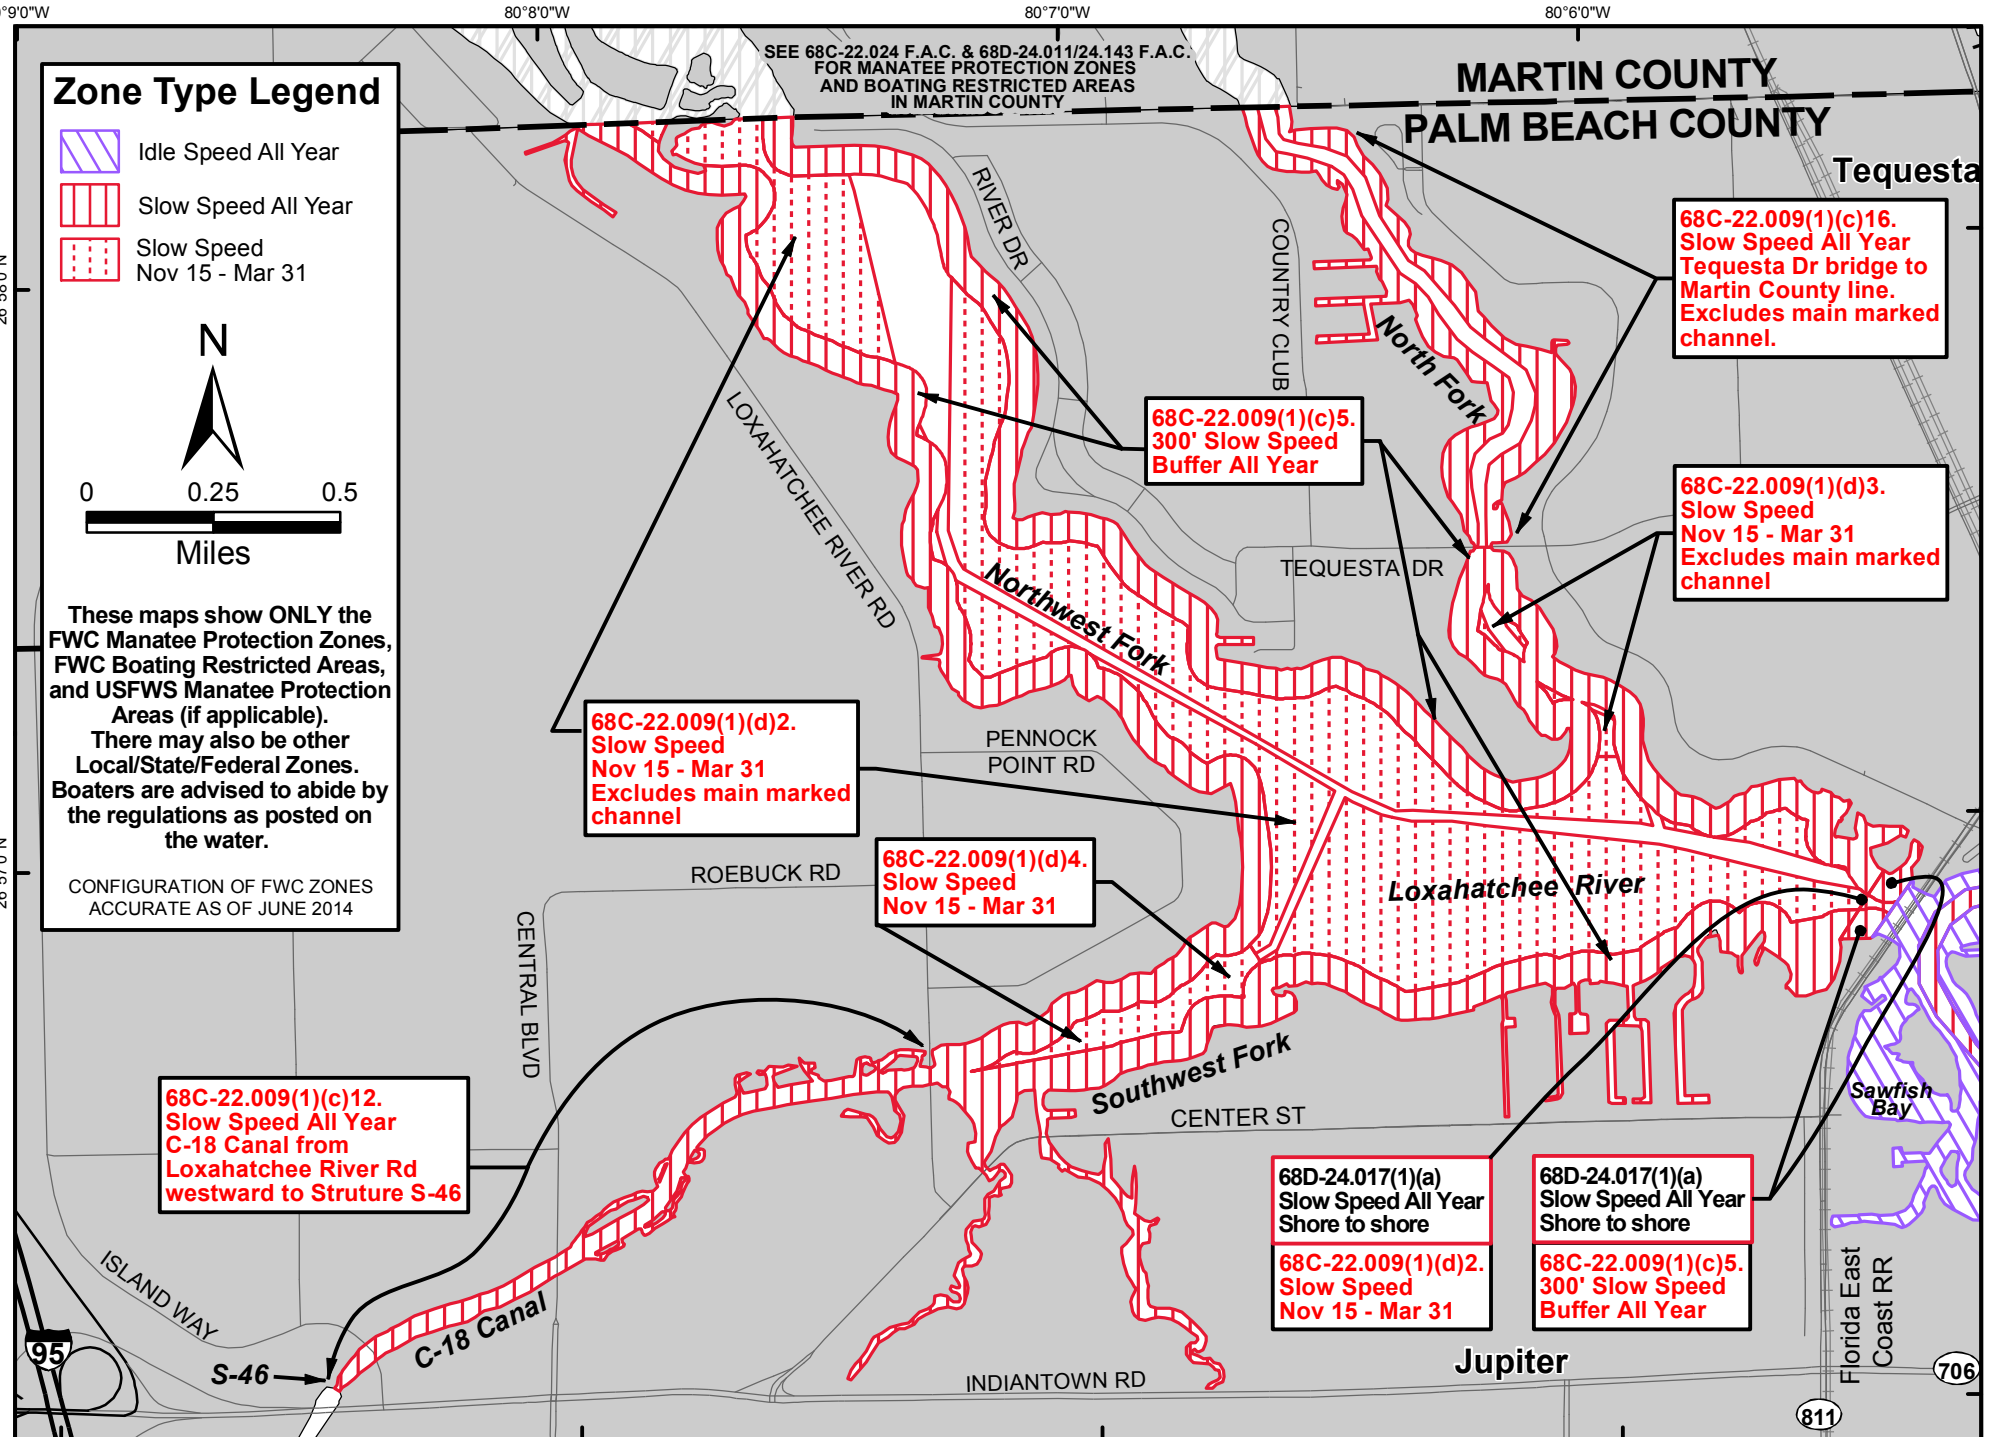 80°9'0"W
80°8'0"W
80°7'0"W
80°6'0"W
SEE 68C-22.024 F.A.C. & 68D-24.011/24.143 F.A.C.
FOR MANATEE PROTECTION ZONES
AND BOATING RESTRICTED AREAS
IN MARTIN COUNTY
MARTIN COUNTY
PALM BEACH COUNTY
Tequesta
Zone Type Legend
Idle Speed All Year
Slow Speed All Year
Slow Speed
Nov 15 - Mar 31
N
0 0.25 0.5
Miles
These maps show ONLY the
FWC Manatee Protection Zones,
FWC Boating Restricted Areas,
and USFWS Manatee Protection
Areas (if applicable).
There may also be other
Local/State/Federal Zones.
Boaters are advised to abide by
the regulations as posted on
the water.
CONFIGURATION OF FWC ZONES
ACCURATE AS OF JUNE 2014
RIVER DR
COUNTRY CLUB
68C-22.009(1)(c)16.
Slow Speed All Year
Tequesta Dr bridge to
Martin County line.
Excludes main marked
channel.
North Fork
LOXAHATCHEE RIVER RD
68C-22.009(1)(c)5.
300' Slow Speed
Buffer All Year
68C-22.009(1)(d)3.
Slow Speed
Nov 15 - Mar 31
Excludes main marked
channel
TEQUESTA DR
Northwest Fork
68C-22.009(1)(d)2.
Slow Speed
Nov 15 - Mar 31
Excludes main marked
channel
PENNOCK
POINT RD
68C-22.009(1)(d)4.
Slow Speed
Nov 15 - Mar 31
ROEBUCK RD
Loxahatchee River
CENTRAL BLVD
Southwest Fork
CENTER ST
Sawfish
Bay
68C-22.009(1)(c)12.
Slow Speed All Year
C-18 Canal from
Loxahatchee River Rd
westward to Struture S-46
68D-24.017(1)(a)
Slow Speed All Year
Shore to shore
68C-22.009(1)(d)2.
Slow Speed
Nov 15 - Mar 31
68D-24.017(1)(a)
Slow Speed All Year
Shore to shore
68C-22.009(1)(c)5.
300' Slow Speed
Buffer All Year
ISLAND WAY
C-18 Canal
S-46
95
INDIANTOWN RD
Jupiter
Florida East
Coast RR
706
811